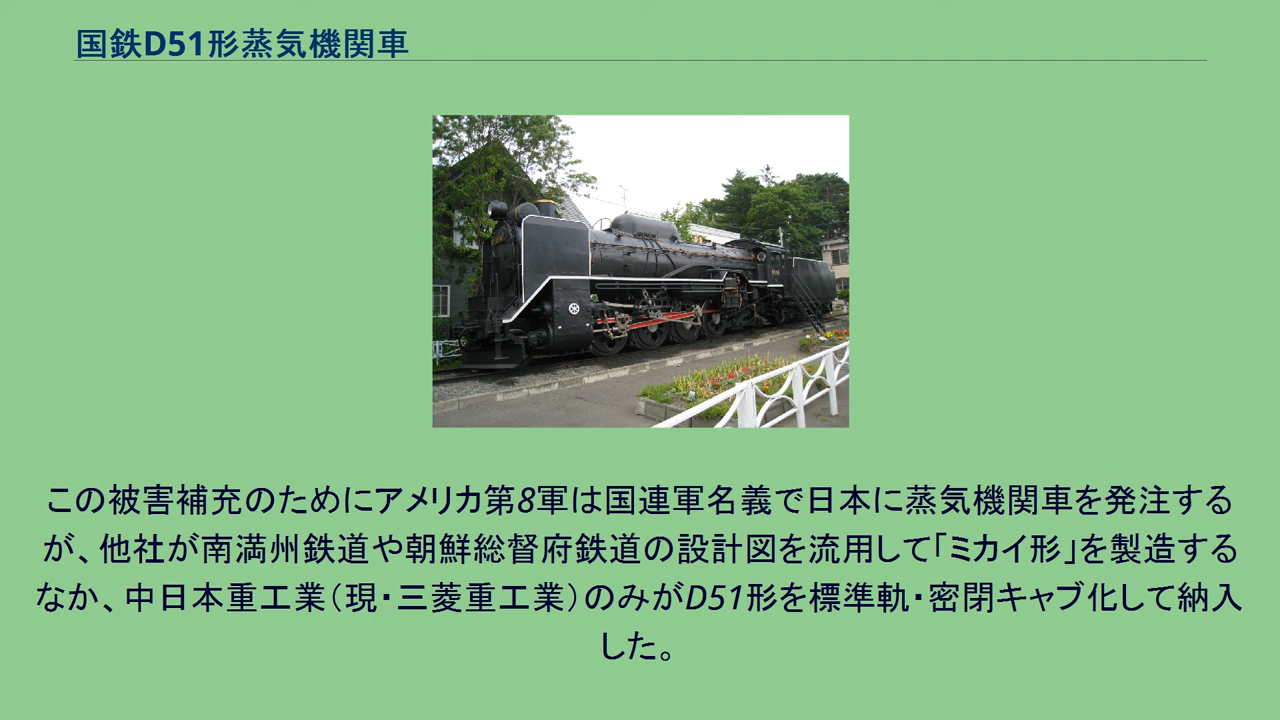 国鉄D51形蒸気機関車
この被害補充のためにアメリカ第8軍は国連軍名義で日本に蒸気機関車を発注する
が、他社が南満州鉄道や朝鮮総督府鉄道の設計図を流用して「ミカイ形」を製造する
なか、中日本重工業（現・三菱重工業）のみがD51形を標準軌・密閉キャブ化して納入
した。